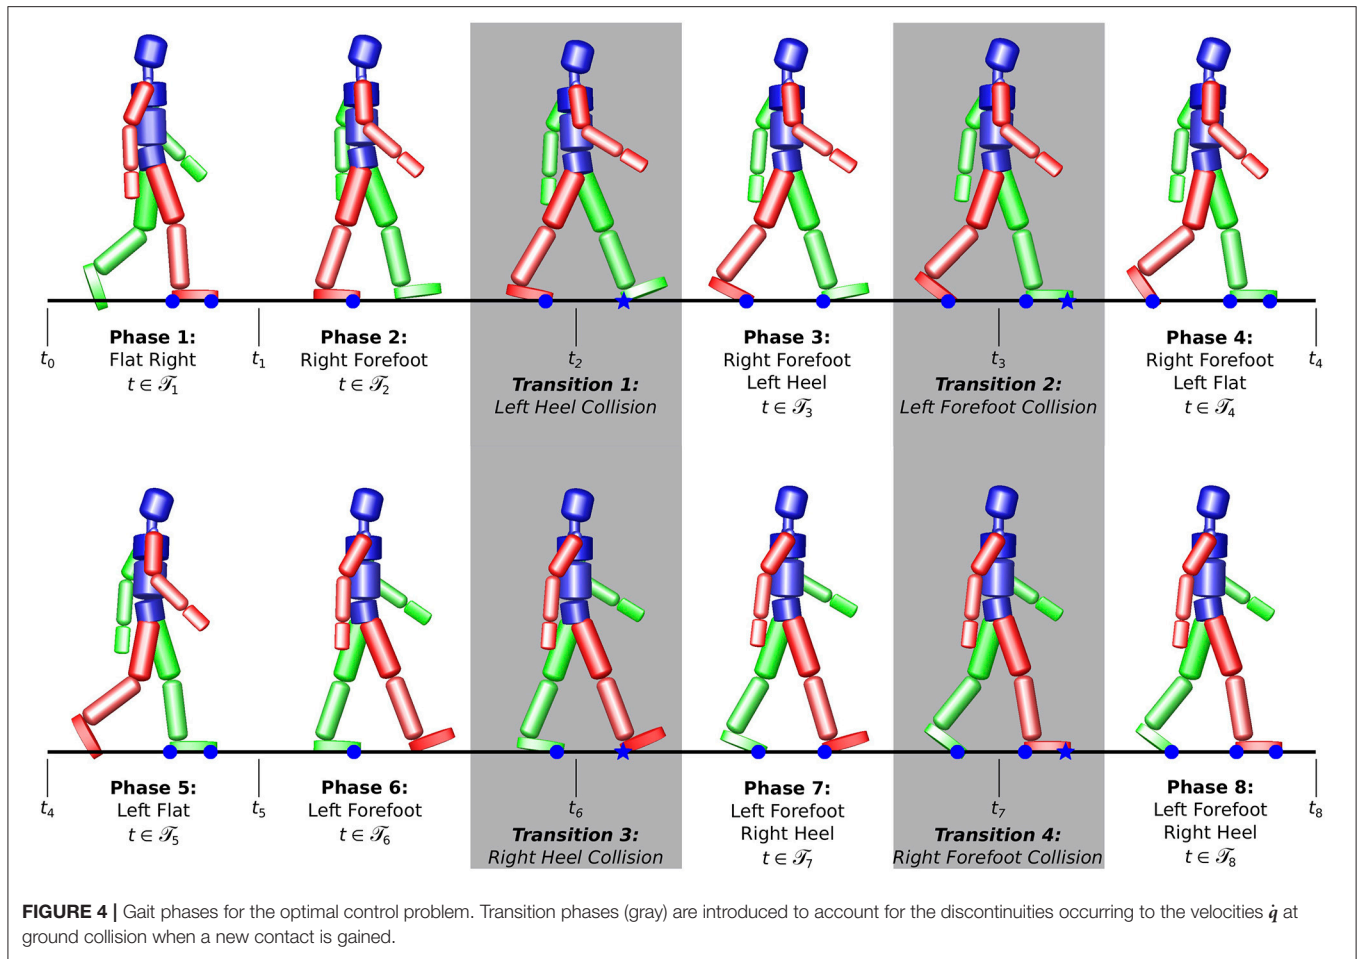 Phase 1:
Flat Right
t ∈ 𝒯₁
Phase 2:
Right Forefoot
t ∈ 𝒯₂
Transition 1:
Left Heel Collision
Phase 3:
Right Forefoot
Left Heel
t ∈ 𝒯₃
Transition 2:
Left Forefoot Collision
Phase 4:
Right Forefoot
Left Flat
t ∈ 𝒯₄
t₀
t₁
t₂
t₃
t₄
Phase 5:
Left Flat
t ∈ 𝒯₅
Phase 6:
Left Forefoot
t ∈ 𝒯₆
Transition 3:
Right Heel Collision
Phase 7:
Left Forefoot
Right Heel
t ∈ 𝒯₇
Transition 4:
Right Forefoot Collision
Phase 8:
Left Forefoot
Right Heel
t ∈ 𝒯₈
t₄
t₅
t₆
t₇
t₈
FIGURE 4 | Gait phases for the optimal control problem. Transition phases (gray) are introduced to account for the discontinuities occurring to the velocities q̇ at
ground collision when a new contact is gained.